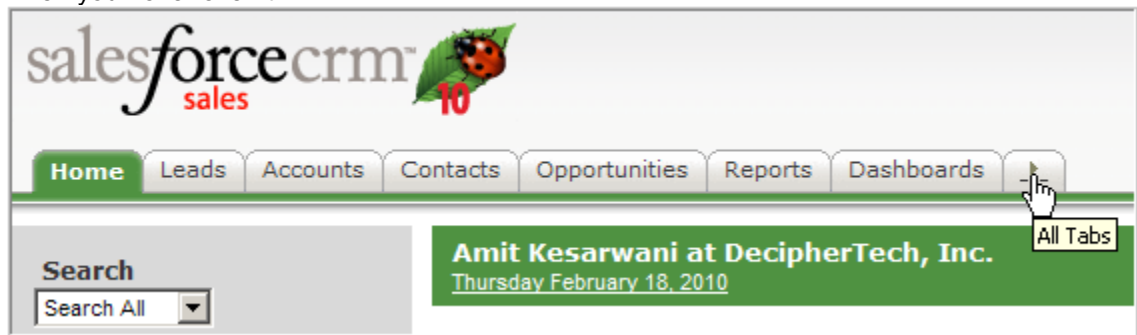 salesforcecrm™
sales
10
Home Leads Accounts Contacts Opportunities Reports Dashboards
All Tabs
Amit Kesarwani at DecipherTech, Inc.
Thursday February 18, 2010
Search
Search All